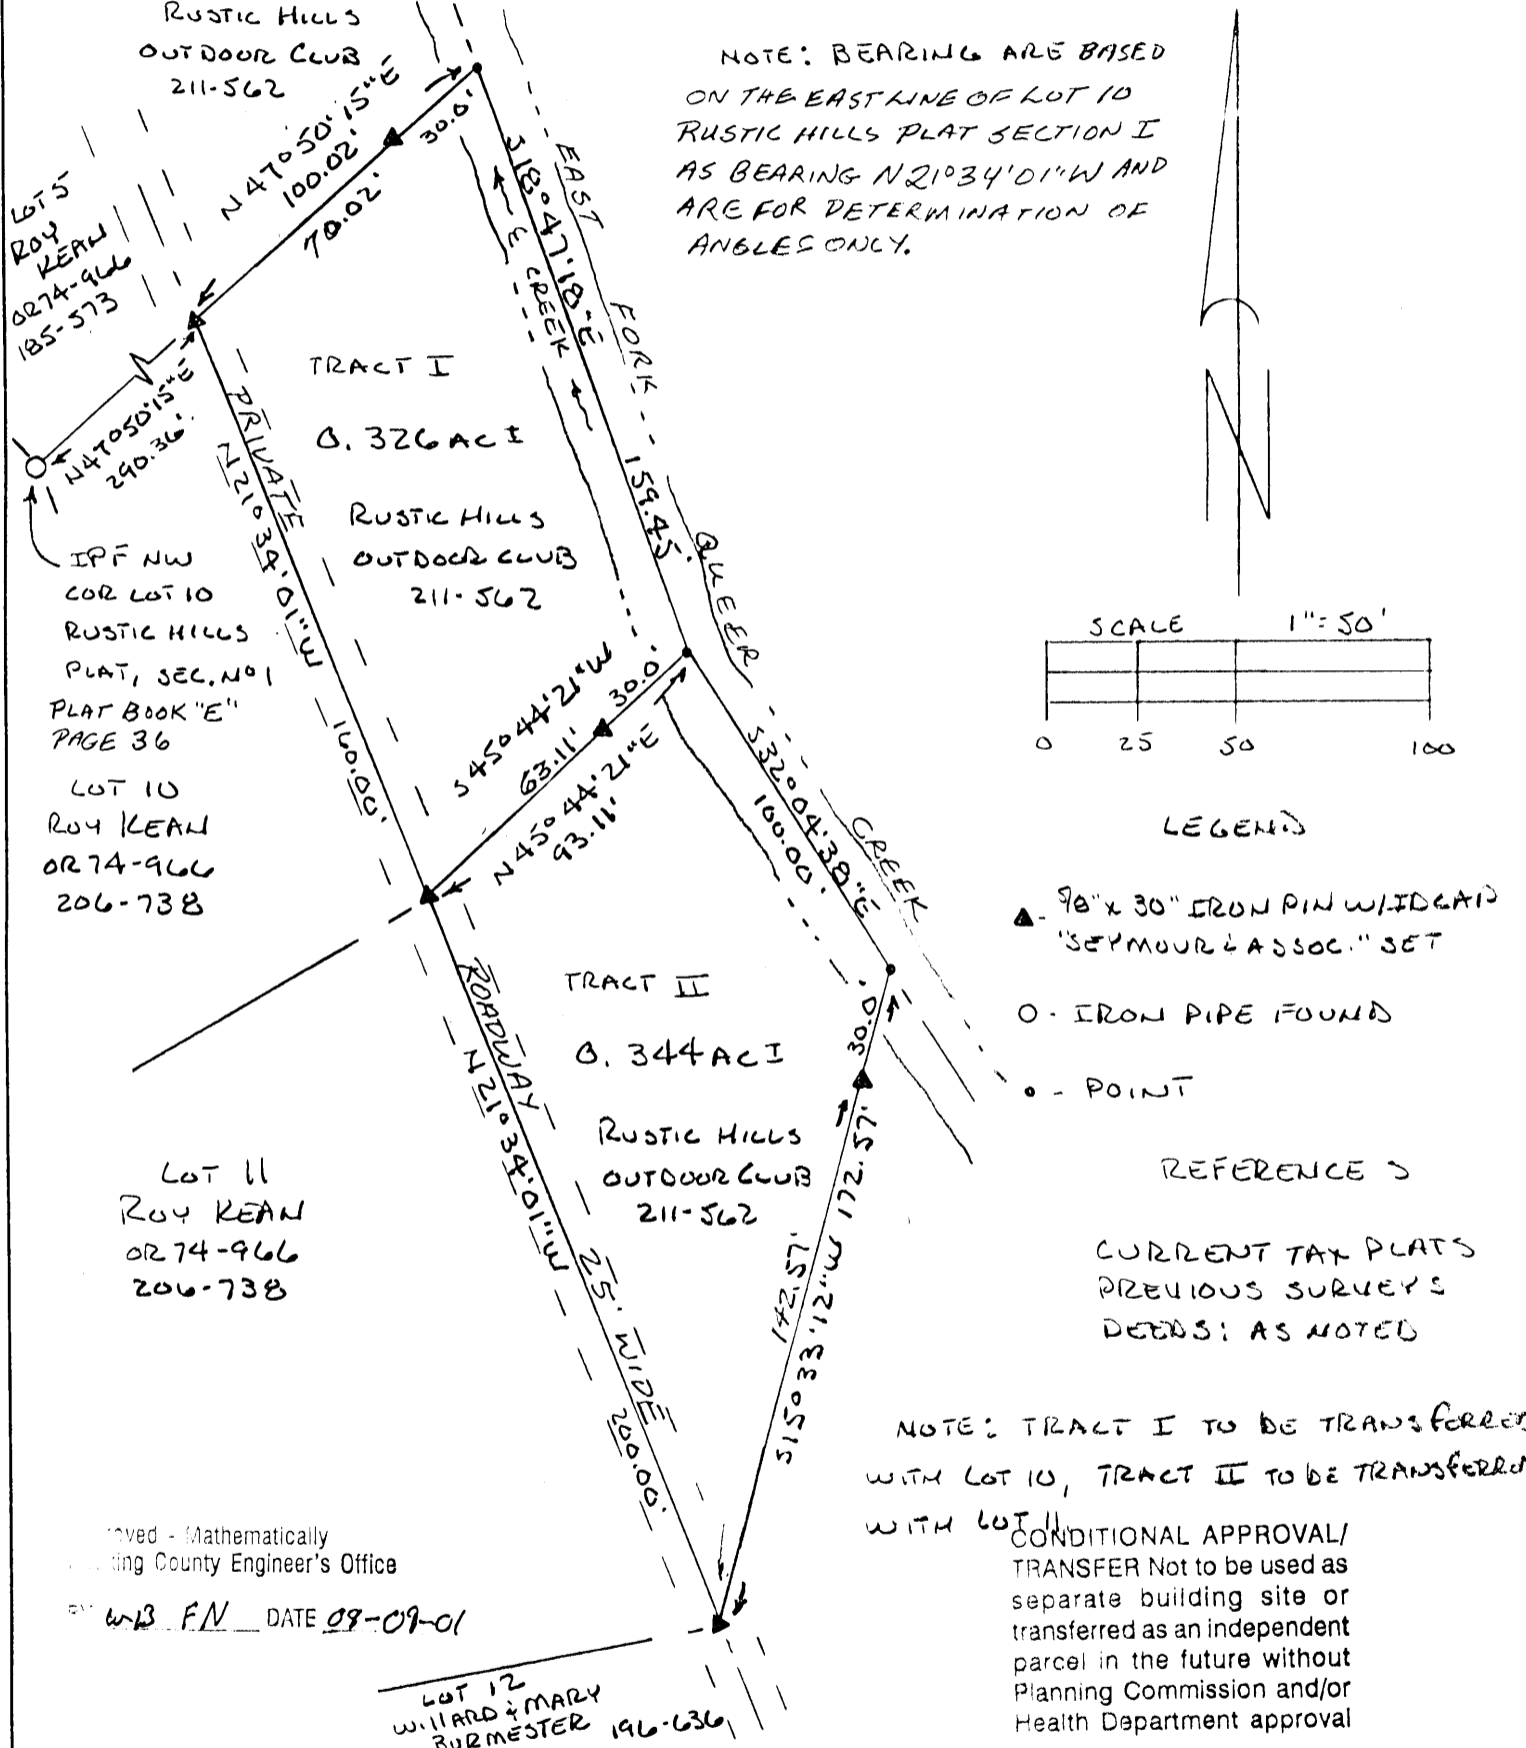 RUSTIC HILLS
OUTDOOR CLUB
211-562
N47°50'15"E
100.02'
70.02'
30.0'
LOT 5
ROY
KEAN
OR74-966
185-573
N47°50'15"E
290.36'
IPF NW
COR LOT 10
RUSTIC HILLS
PLAT, SEC. Nº1
PLAT BOOK "E"
PAGE 36
LOT 10
ROY KEAN
OR 74-966
206-738
TRACT I
0.326 AC I
RUSTIC HILLS
OUTDOOR CLUB
211-562
PRIVATE
N21°34'01"W
160.00'
S18°47'18"E
159.45'
EAST
FORK
QUEER
CREEK
CREEK
NOTE: BEARING ARE BASED
ON THE EAST LINE OF LOT 10
RUSTIC HILLS PLAT SECTION I
AS BEARING N21°34'01"W AND
ARE FOR DETERMINATION OF
ANGLES ONLY.
N
SCALE 1"=50'
0 25 50 100
S45°44'21"W
63.11'
30.0'
N45°44'21"E
93.11'
S32°04'38"E
100.00'
LEGEND
5/8" x 30" IRON PIN W/IDCAP
"SEYMOUR & ASSOC." SET
O - IRON PIPE FOUND
• - POINT
REFERENCES
CURRENT TAX PLATS
PREVIOUS SURVEYS
DEEDS: AS NOTED
TRACT II
0.344 AC I
RUSTIC HILLS
OUTDOOR CLUB
211-562
ROADWAY
N21°34'01"W
25' WIDE
200.00'
30.0'
142.57'
S15°33'12"W 172.57'
LOT 11
ROY KEAN
OR 74-966
206-738
NOTE: TRACT I TO BE TRANSFERRED
WITH LOT 10, TRACT II TO BE TRANSFERRED
WITH LOT 11.
oved - Mathematically
ing County Engineer's Office
WB FN DATE 08-09-01
CONDITIONAL APPROVAL/
TRANSFER Not to be used as
separate building site or
transferred as an independent
parcel in the future without
Planning Commission and/or
Health Department approval
LOT 12
WILLARD & MARY
BURMESTER 196-636